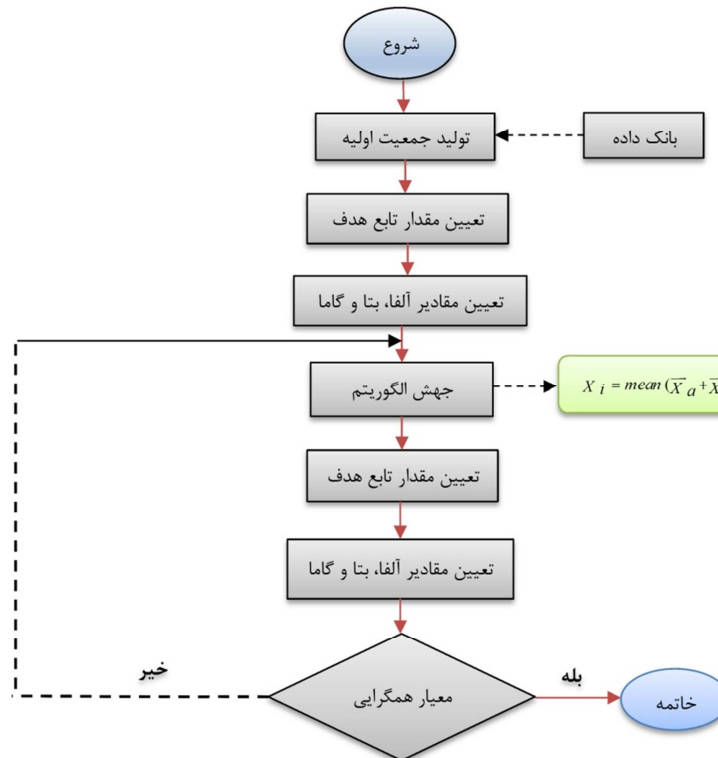 شروع
تولید جمعیت اولیه
بانک داده
تعیین مقدار تابع هدف
تعیین مقادیر آلفا، بتا و گاما
جهش الگوریتم
X i = mean (X a + X
تعیین مقدار تابع هدف
تعیین مقادیر آلفا، بتا و گاما
معیار همگرایی
خیر
بله
خاتمه